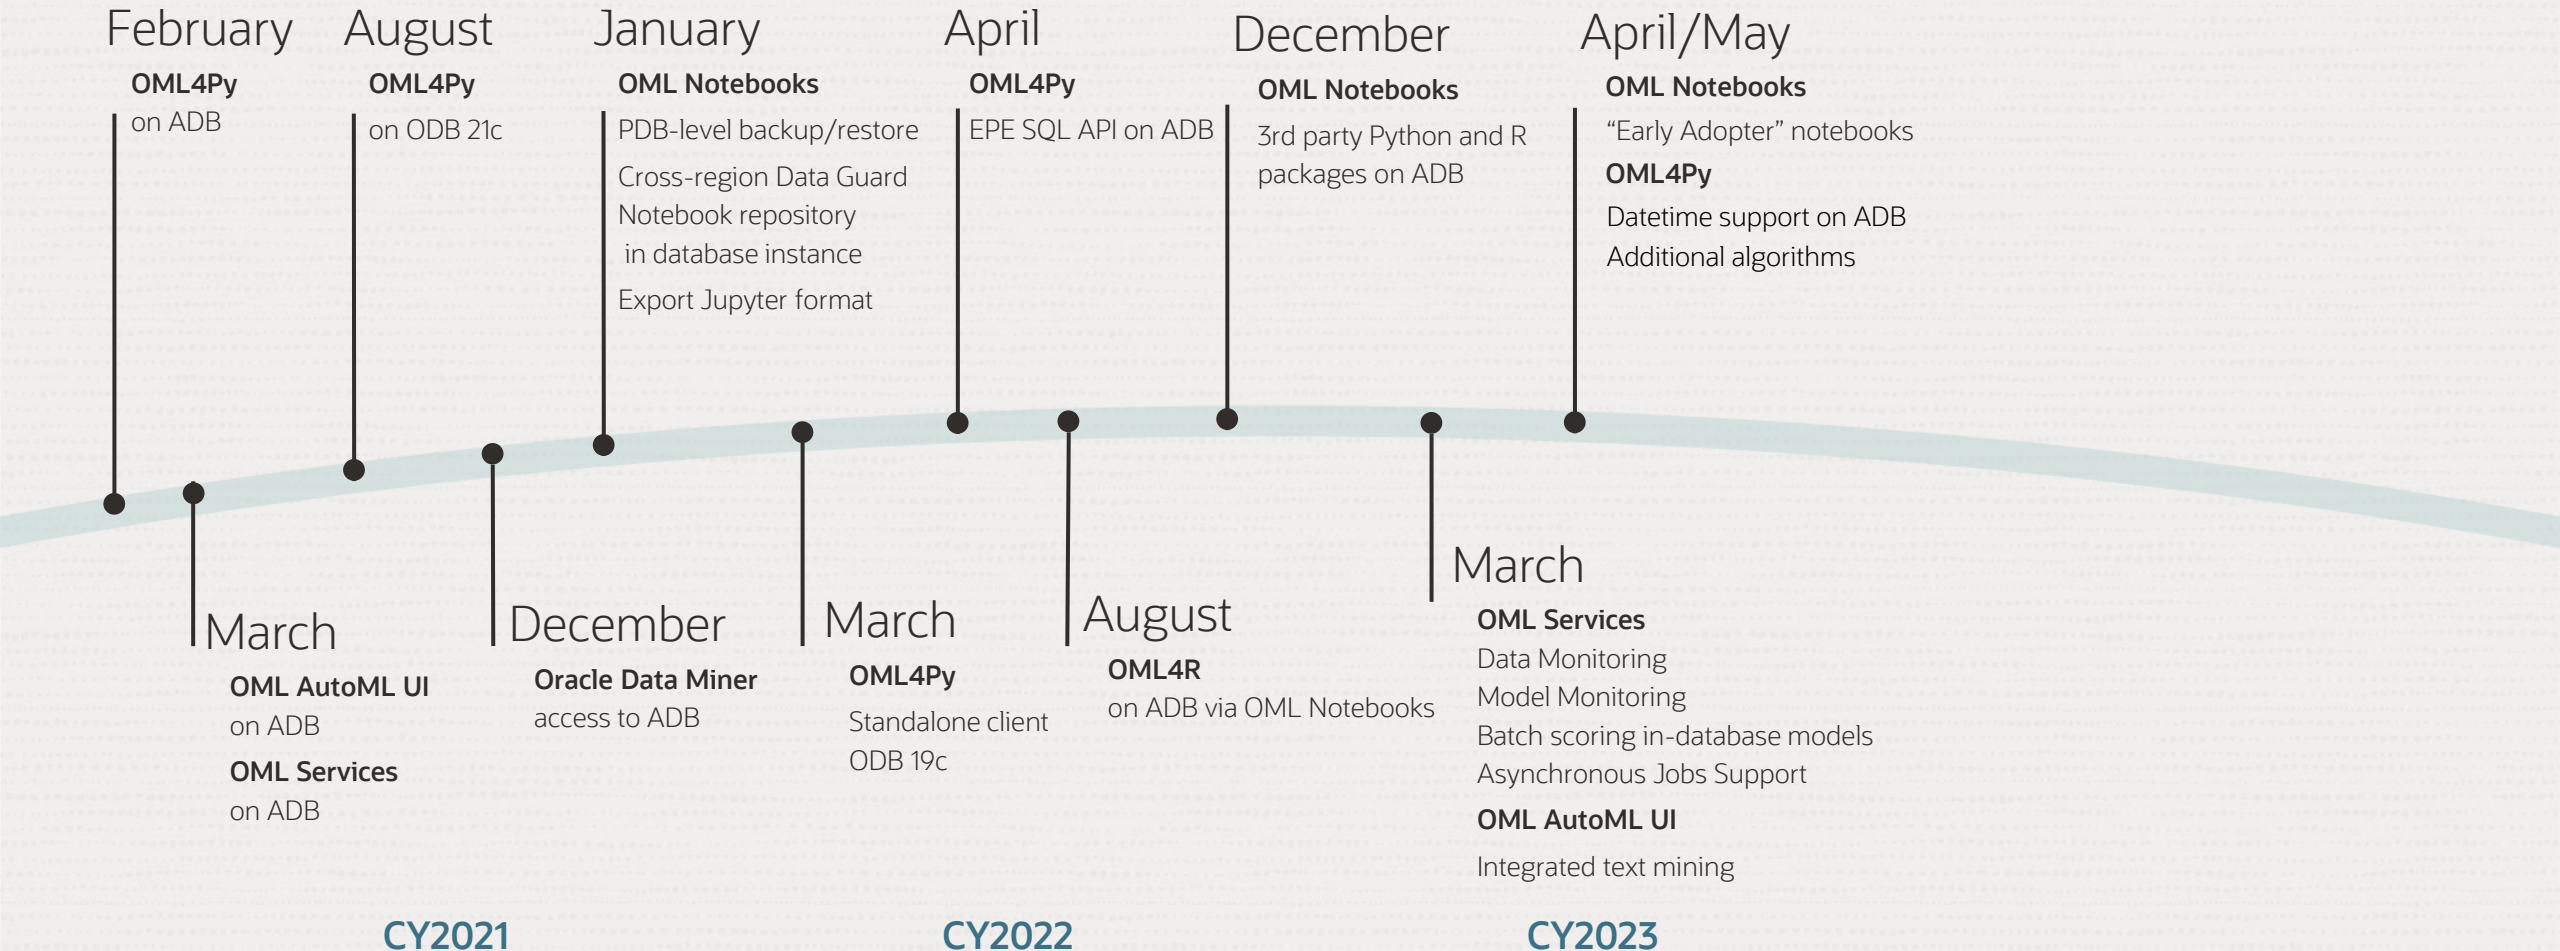 February
OML4Py
on ADB
August
OML4Py
on ODB 21c
January
OML Notebooks
PDB-level backup/restore
Cross-region Data Guard
Notebook repository
in database instance
Export Jupyter format
April
OML4Py
EPE SQL API on ADB
December
OML Notebooks
3rd party Python and R
packages on ADB
April/May
OML Notebooks
“Early Adopter” notebooks
OML4Py
Datetime support on ADB
Additional algorithms
March
OML AutoML UI
on ADB
OML Services
on ADB
December
Oracle Data Miner
access to ADB
March
OML4Py
Standalone client
ODB 19c
August
OML4R
on ADB via OML Notebooks
March
OML Services
Data Monitoring
Model Monitoring
Batch scoring in-database models
Asynchronous Jobs Support
OML AutoML UI
Integrated text mining
CY2021
CY2022
CY2023